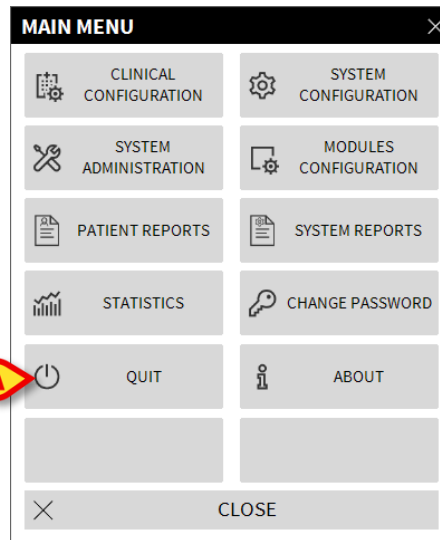 MAIN MENU
CLINICAL
CONFIGURATION
SYSTEM
CONFIGURATION
SYSTEM
ADMINISTRATION
MODULES
CONFIGURATION
PATIENT REPORTS
SYSTEM REPORTS
STATISTICS
CHANGE PASSWORD
QUIT
ABOUT
CLOSE